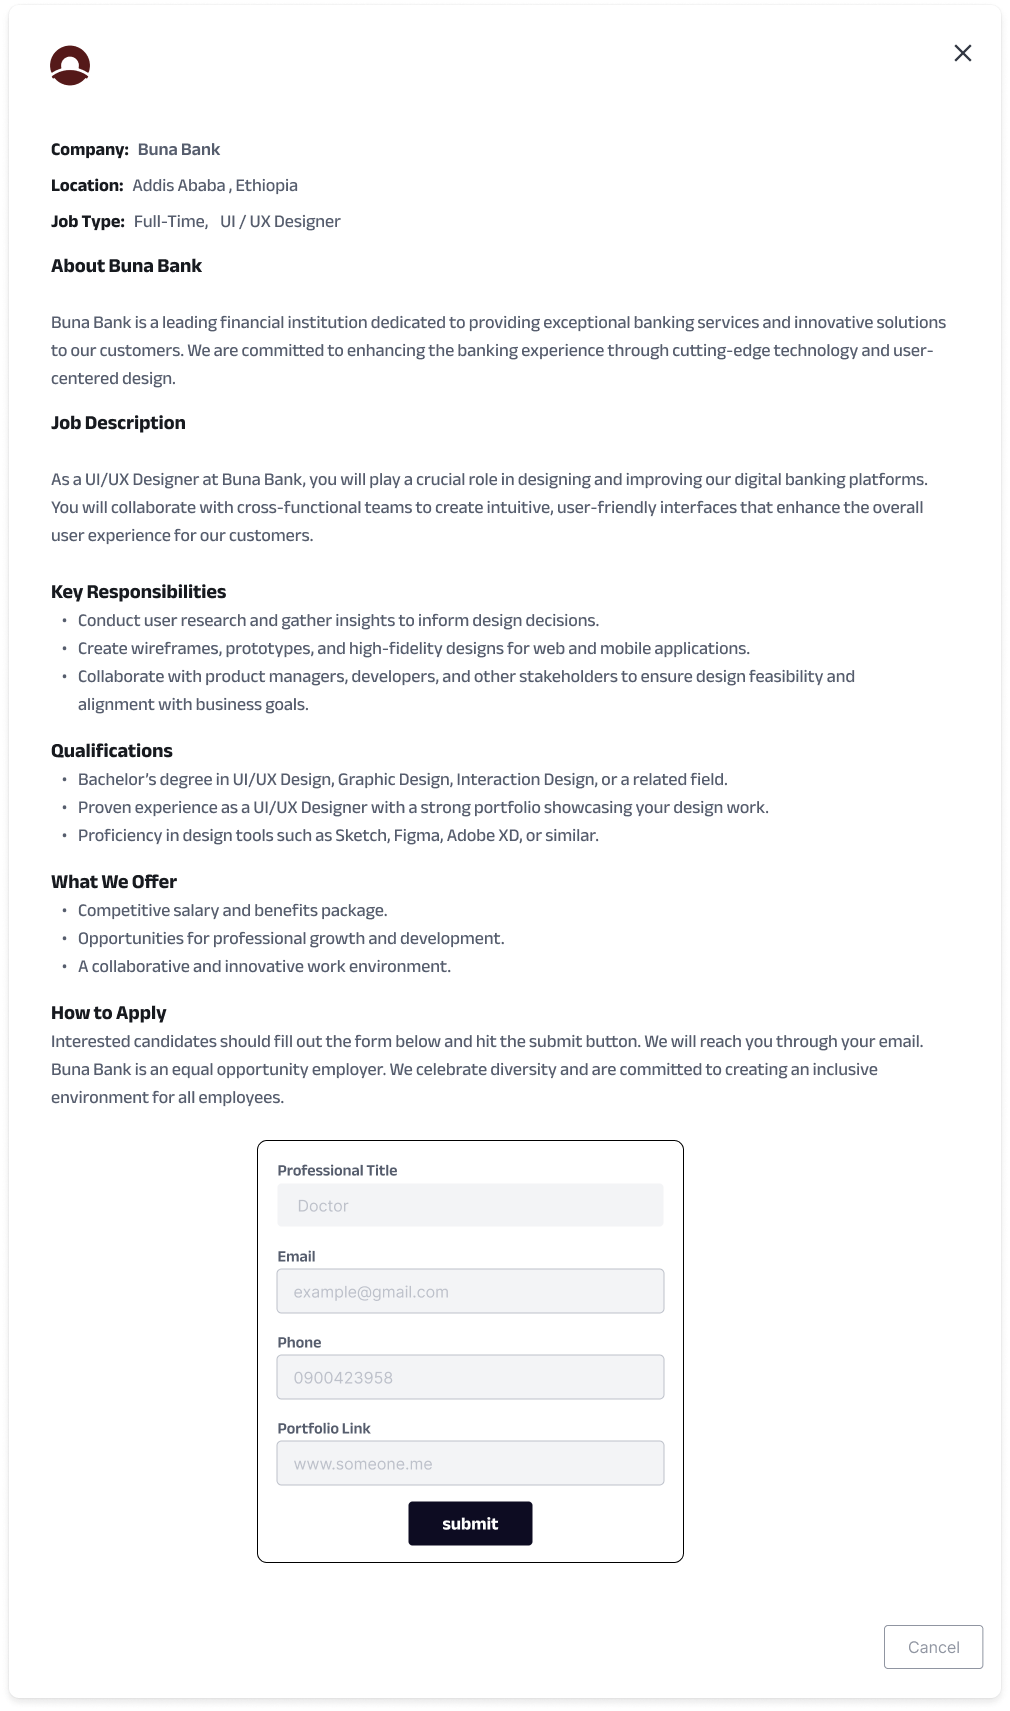 Company: Buna Bank
Location: Addis Ababa , Ethiopia
Job Type: Full-Time, UI / UX Designer
About Buna Bank
Buna Bank is a leading financial institution dedicated to providing exceptional banking services and innovative solutions
to our customers. We are committed to enhancing the banking experience through cutting-edge technology and user-
centered design.
Job Description
As a UI/UX Designer at Buna Bank, you will play a crucial role in designing and improving our digital banking platforms.
You will collaborate with cross-functional teams to create intuitive, user-friendly interfaces that enhance the overall
user experience for our customers.
Key Responsibilities
• Conduct user research and gather insights to inform design decisions.
• Create wireframes, prototypes, and high-fidelity designs for web and mobile applications.
• Collaborate with product managers, developers, and other stakeholders to ensure design feasibility and
alignment with business goals.
Qualifications
• Bachelor’s degree in UI/UX Design, Graphic Design, Interaction Design, or a related field.
• Proven experience as a UI/UX Designer with a strong portfolio showcasing your design work.
• Proficiency in design tools such as Sketch, Figma, Adobe XD, or similar.
What We Offer
• Competitive salary and benefits package.
• Opportunities for professional growth and development.
• A collaborative and innovative work environment.
How to Apply
Interested candidates should fill out the form below and hit the submit button. We will reach you through your email.
Buna Bank is an equal opportunity employer. We celebrate diversity and are committed to creating an inclusive
environment for all employees.
Professional Title
Doctor
Email
example@gmail.com
Phone
0900423958
Portfolio Link
www.someone.me
submit
Cancel